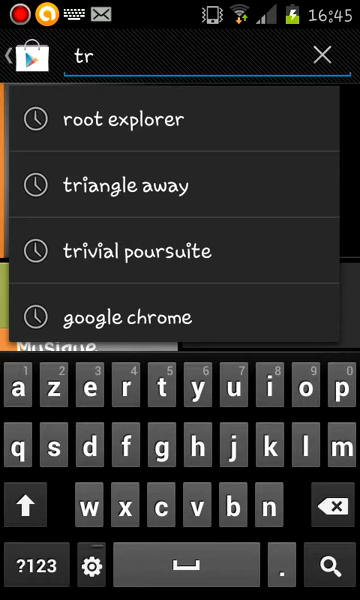 16:45
tr
root explorer
triangle away
trivial poursuite
google chrome
Musique
1 2 3 4 5 6 7 8 9 0
a z e r t y u i o p
q s d f g h j k l m
w x c v b n
?123 .